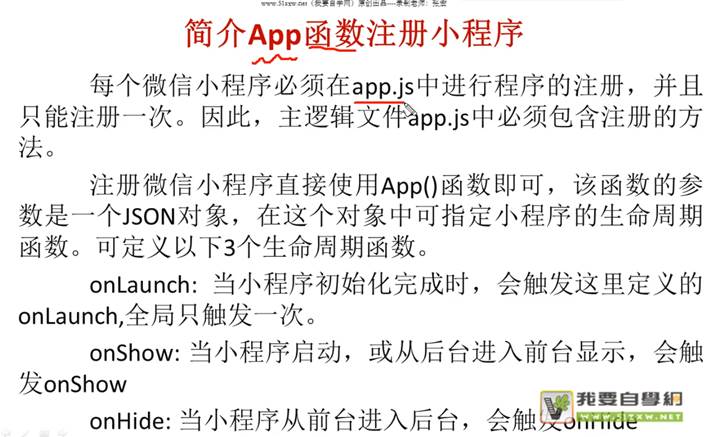 www.51zxw.net（我要自学网）原创出品----录制老师：张宏
简介App函数注册小程序
每个微信小程序必须在app.js中进行程序的注册，并且
只能注册一次。因此，主逻辑文件app.js中必须包含注册的方
法。
注册微信小程序直接使用App()函数即可，该函数的参
数是一个JSON对象，在这个对象中可指定小程序的生命周期
函数。可定义以下3个生命周期函数。
onLaunch: 当小程序初始化完成时，会触发这里定义的
onLaunch,全局只触发一次。
onShow: 当小程序启动，或从后台进入前台显示，会触
发onShow
onHide: 当小程序从前台进入后台，会触发onHide
我要自學網
WWW.51ZXW.NET